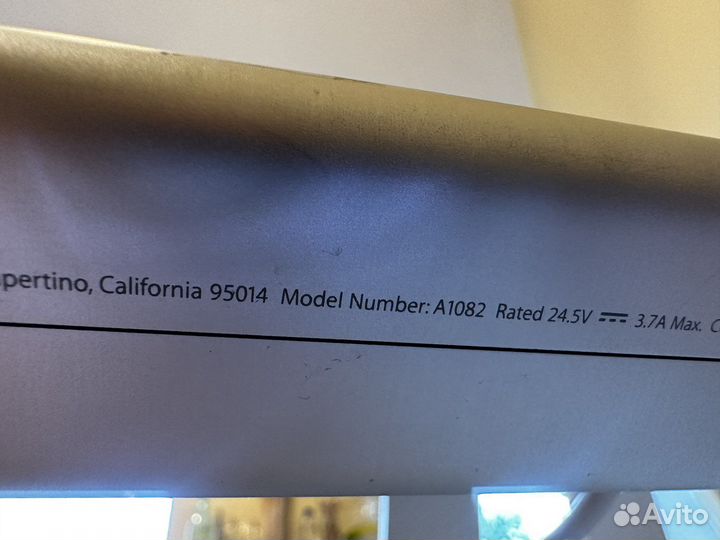 pertino, California 95014 Model Number: A1082 Rated 24.5V ⎓ 3.7A Max.
Avito